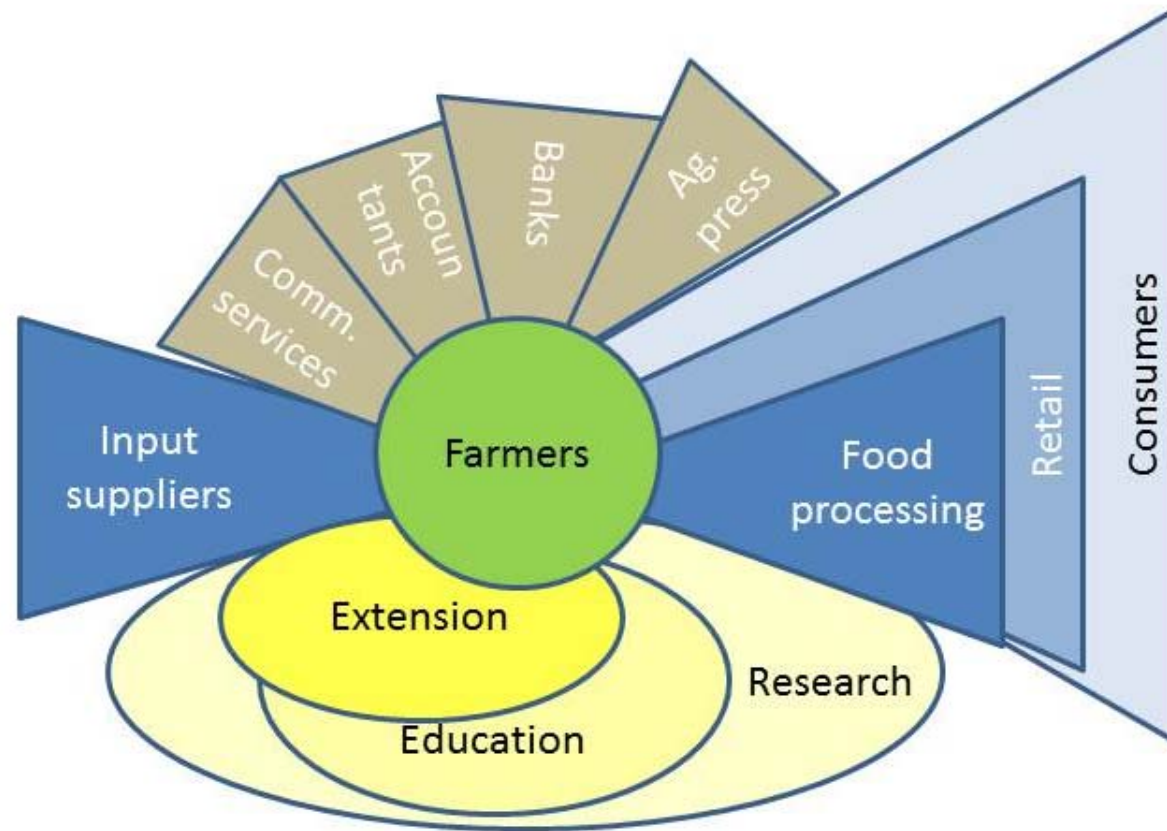 Comm.
services
Accoun
tants
Banks
Ag.
press
Input
suppliers
Farmers
Food
processing
Retail
Consumers
Extension
Education
Research